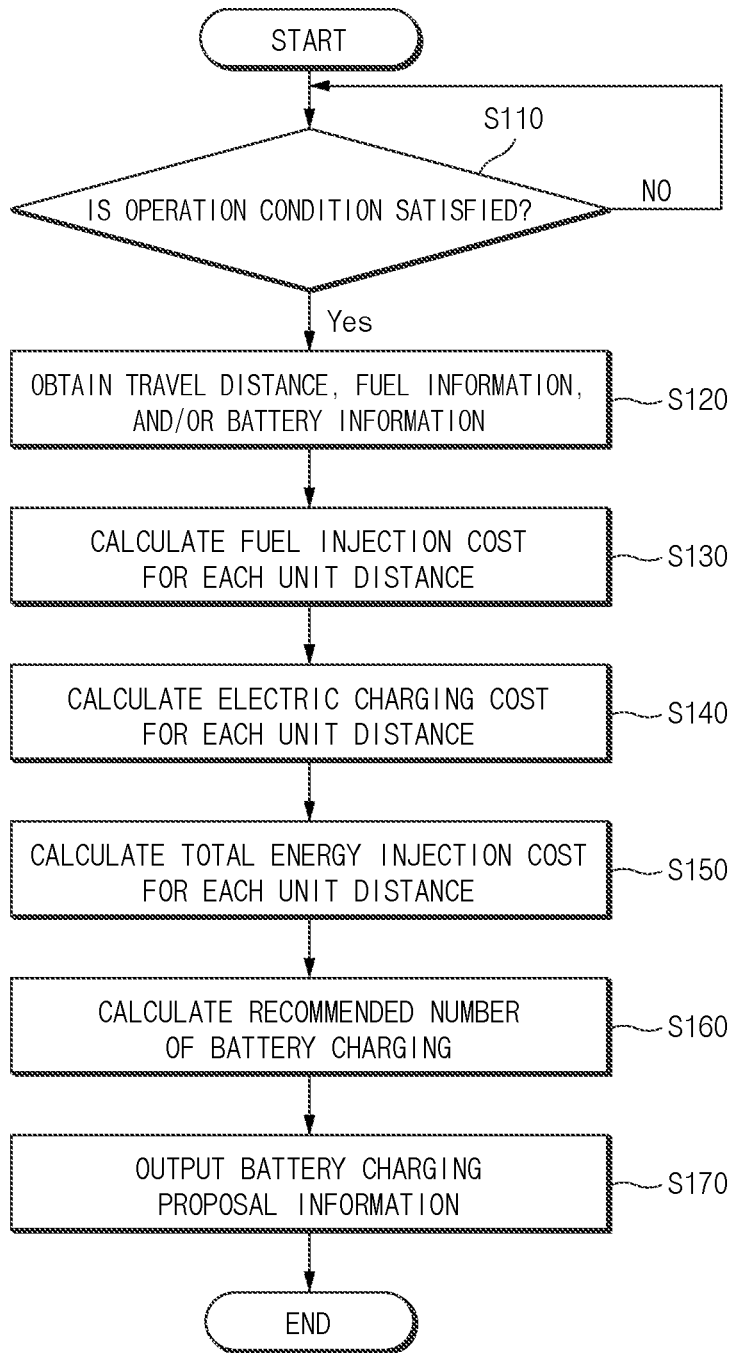 START
S110
IS OPERATION CONDITION SATISFIED?
NO
Yes
OBTAIN TRAVEL DISTANCE, FUEL INFORMATION,
AND/OR BATTERY INFORMATION
S120
CALCULATE FUEL INJECTION COST
FOR EACH UNIT DISTANCE
S130
CALCULATE ELECTRIC CHARGING COST
FOR EACH UNIT DISTANCE
S140
CALCULATE TOTAL ENERGY INJECTION COST
FOR EACH UNIT DISTANCE
S150
CALCULATE RECOMMENDED NUMBER
OF BATTERY CHARGING
S160
OUTPUT BATTERY CHARGING
PROPOSAL INFORMATION
S170
END